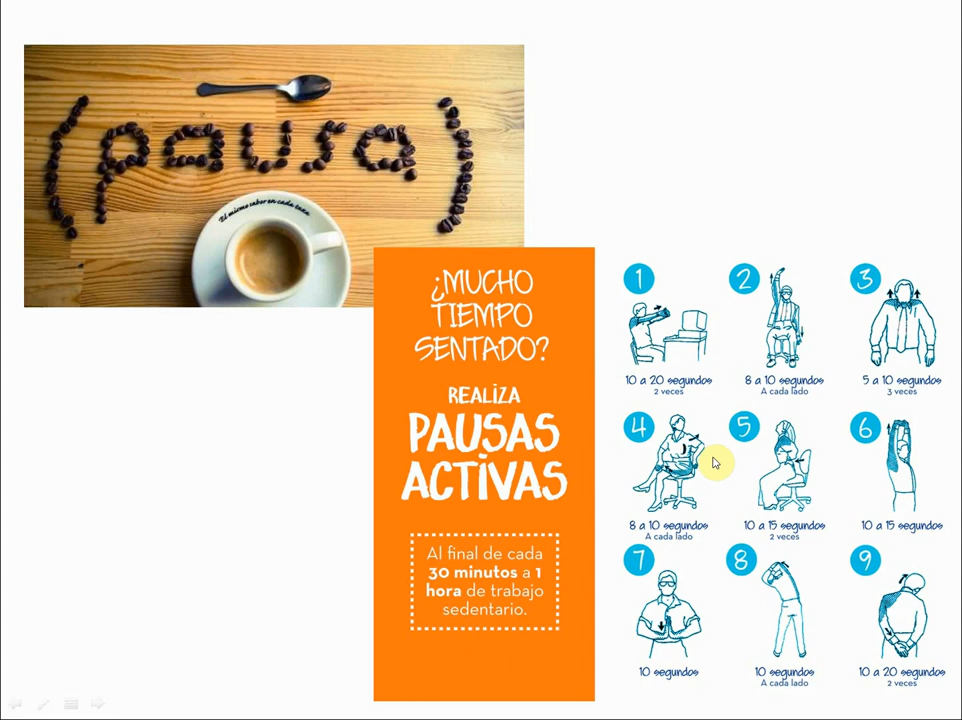 (pausa)
El mismo sabor en cada taza
¿MUCHO
TIEMPO
SENTADO?
REALIZA
PAUSAS
ACTIVAS
Al final de cada
30 minutos a 1
hora de trabajo
sedentario.
1
10 a 20 segundos
2 veces
2
8 a 10 segundos
A cada lado
3
5 a 10 segundos
3 veces
4
8 a 10 segundos
A cada lado
5
10 a 15 segundos
2 veces
6
10 a 15 segundos
7
10 segundos
8
10 segundos
A cada lado
9
10 a 20 segundos
2 veces